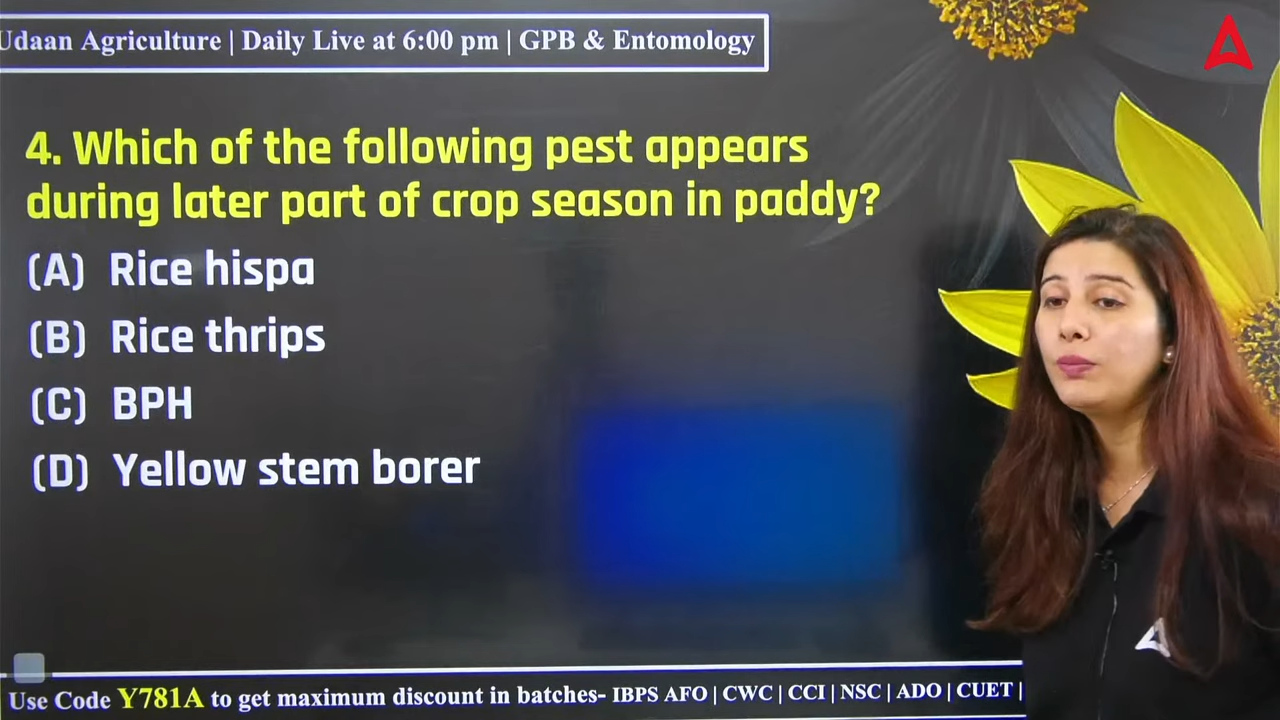 Udaan Agriculture | Daily Live at 6:00 pm | GPB & Entomology
4. Which of the following pest appears
during later part of crop season in paddy?
(A) Rice hispa
(B) Rice thrips
(C) BPH
(D) Yellow stem borer
Use Code Y781A to get maximum discount in batches- IBPS AFO | CWC | CCI | NSC | ADO | CUET |